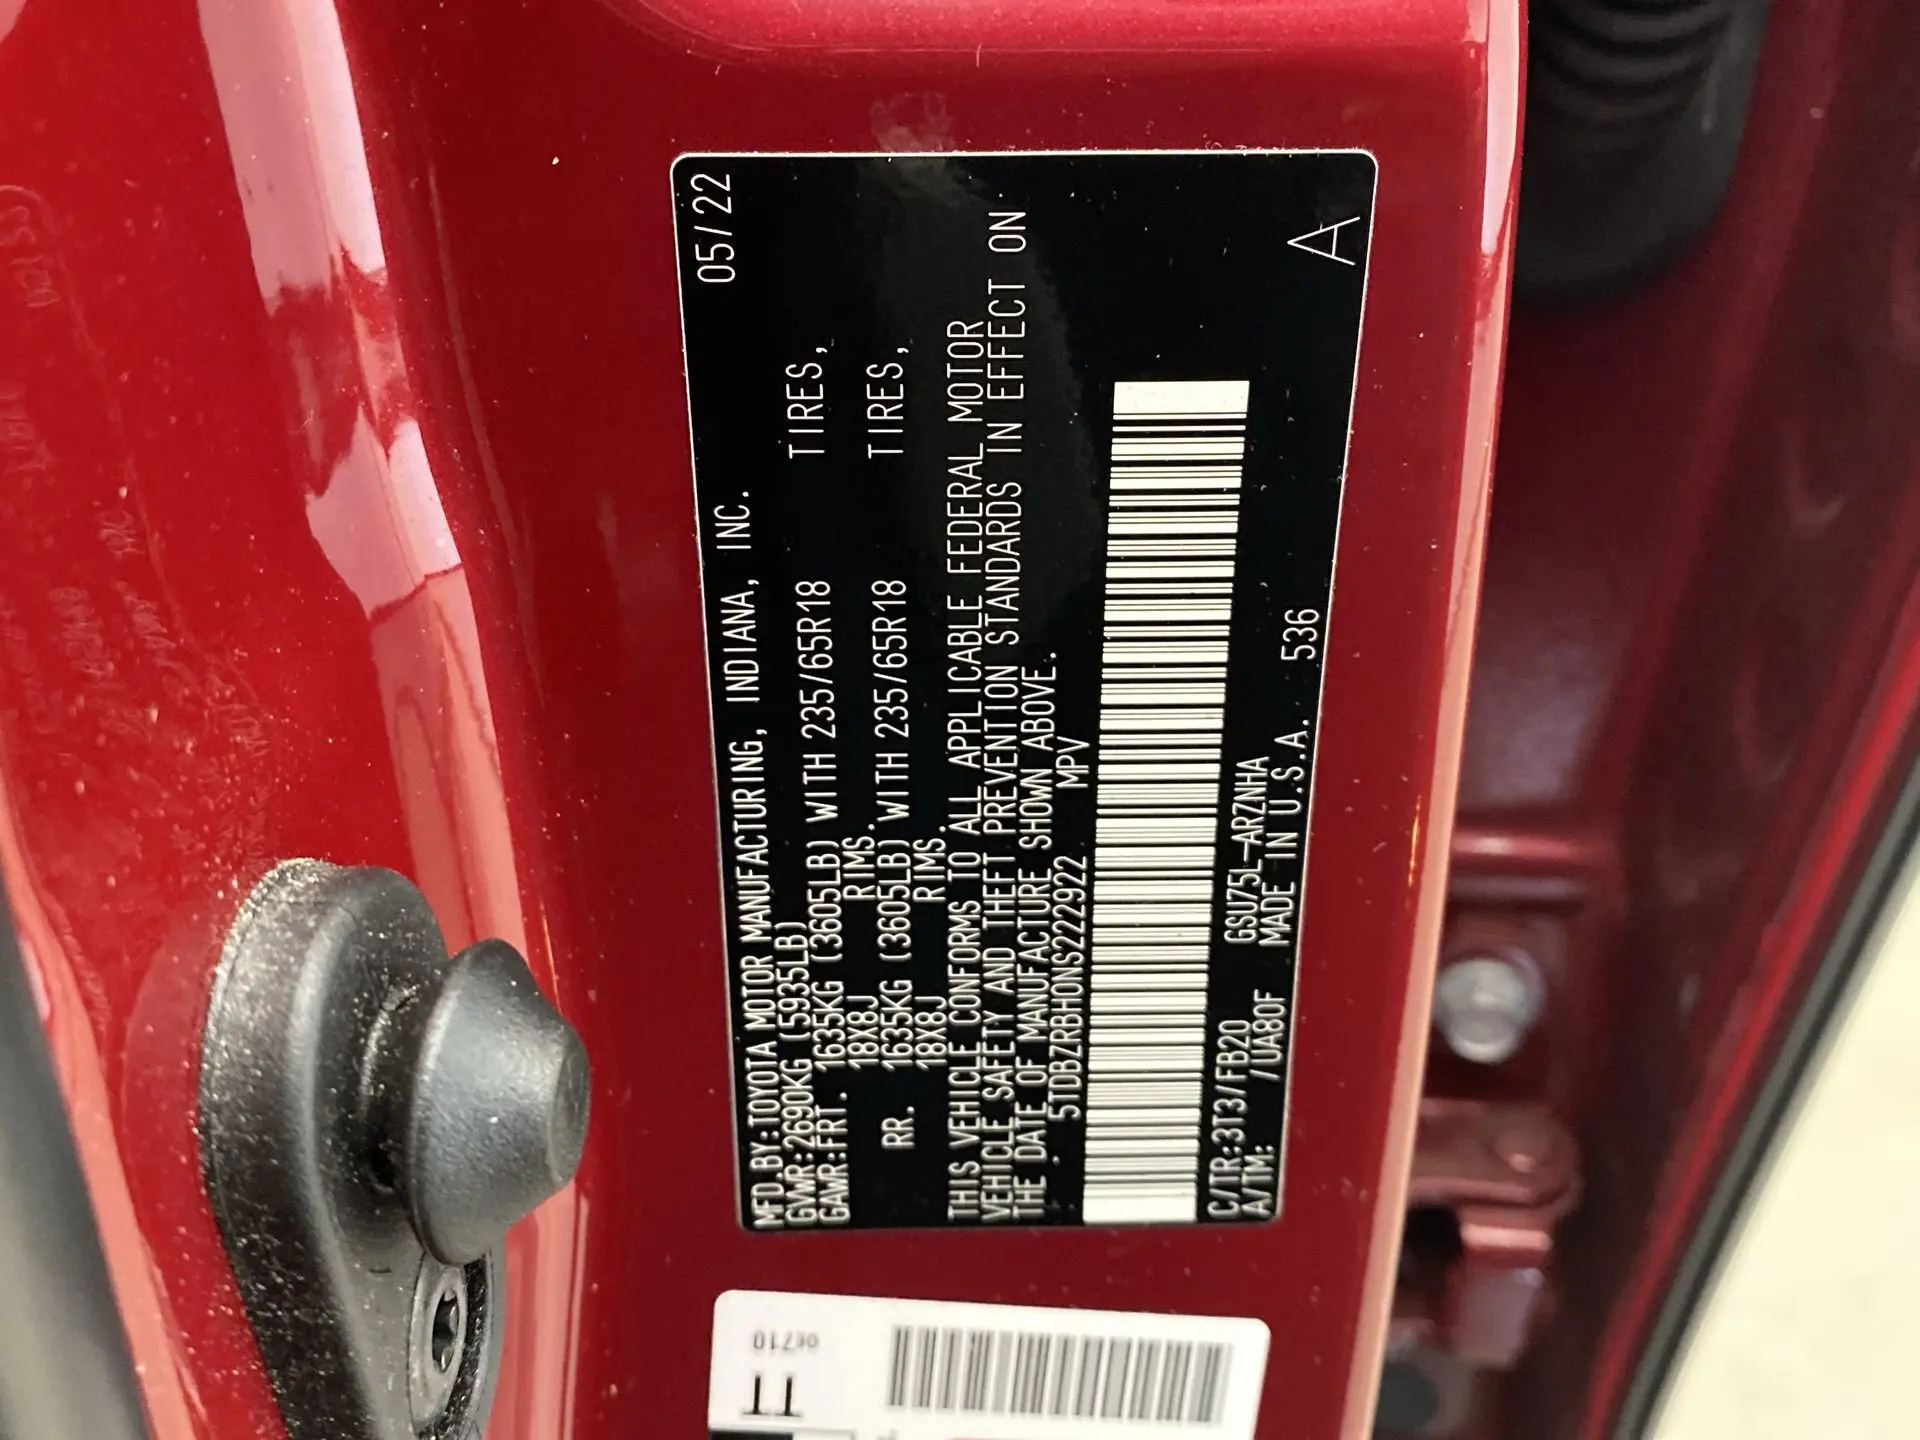 MFD.BY:TOYOTA MOTOR MANUFACTURING, INDIANA, INC. 05/22
GVWR:2690KG (5935LB)
GAWR:FRT. 1635KG (3605LB) WITH 235/65R18 TIRES,
18X8J RIMS.
RR. 1635KG (3605LB) WITH 235/65R18 TIRES,
18X8J RIMS.
THIS VEHICLE CONFORMS TO ALL APPLICABLE FEDERAL MOTOR
VEHICLE SAFETY AND THEFT PREVENTION STANDARDS IN EFFECT ON
THE DATE OF MANUFACTURE SHOWN ABOVE.
5TDBZRBH0NS222922 MPV
C/TR:3T3/FB20 GSU75L-ARZNHA
A/TM: /UA80F MADE IN U.S.A. 536
A
0E710
TT